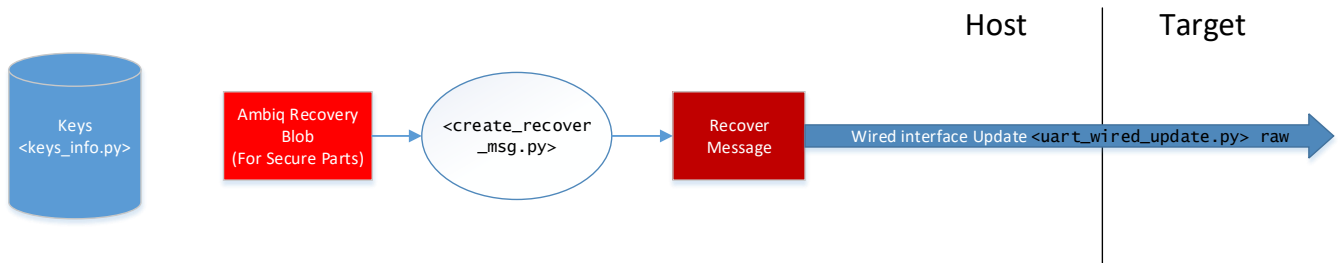 Host
Target
Keys
<keys_info.py>
Ambiq Recovery
Blob
(For Secure Parts)
<create_recover
_msg.py>
Recover
Message
Wired interface Update <uart_wired_update.py> raw